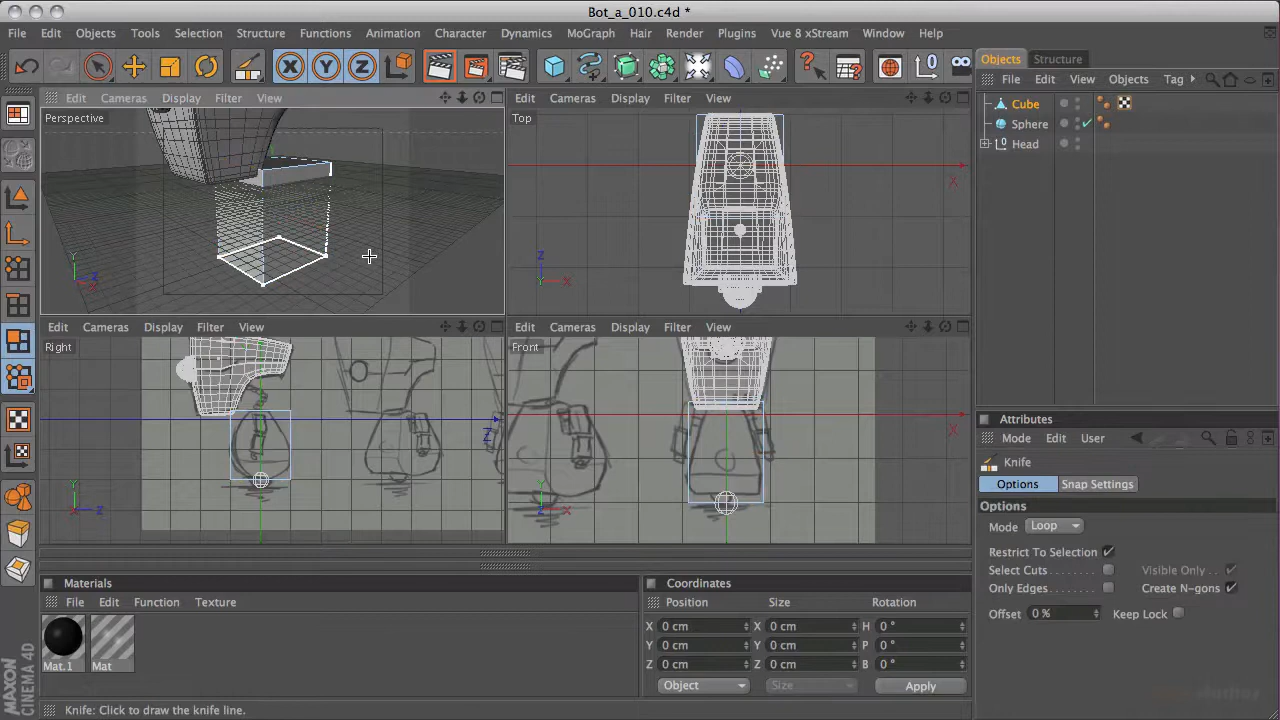 Bot_a_010.c4d *
File Edit Objects Tools Selection Structure Functions Animation Character Dynamics MoGraph Hair Render Plugins Vue 8 xStream Window Help
X Y Z
Objects Structure
File Edit View Objects Tag
Edit Cameras Display Filter View
Edit Cameras Display Filter View
Perspective
Top
Cube
Sphere
Head
Y Z X
X
Z Y X
Edit Cameras Display Filter View
Edit Cameras Display Filter View
Right
Front
Z
Y X Z
X
Y Z X
Attributes
Mode Edit User
Knife
Options Snap Settings
Options
Mode Loop
Restrict To Selection
Select Cuts Visible Only
Only Edges Create N-gons
Offset 0 % Keep Lock
Materials
File Edit Function Texture
Mat.1 Mat
Coordinates
Position Size Rotation
X 0 cm X 0 cm H 0 °
Y 0 cm Y 0 cm P 0 °
Z 0 cm Z 0 cm B 0 °
Object Size Apply
MAXON
CINEMA 4D
Knife: Click to draw the knife line.